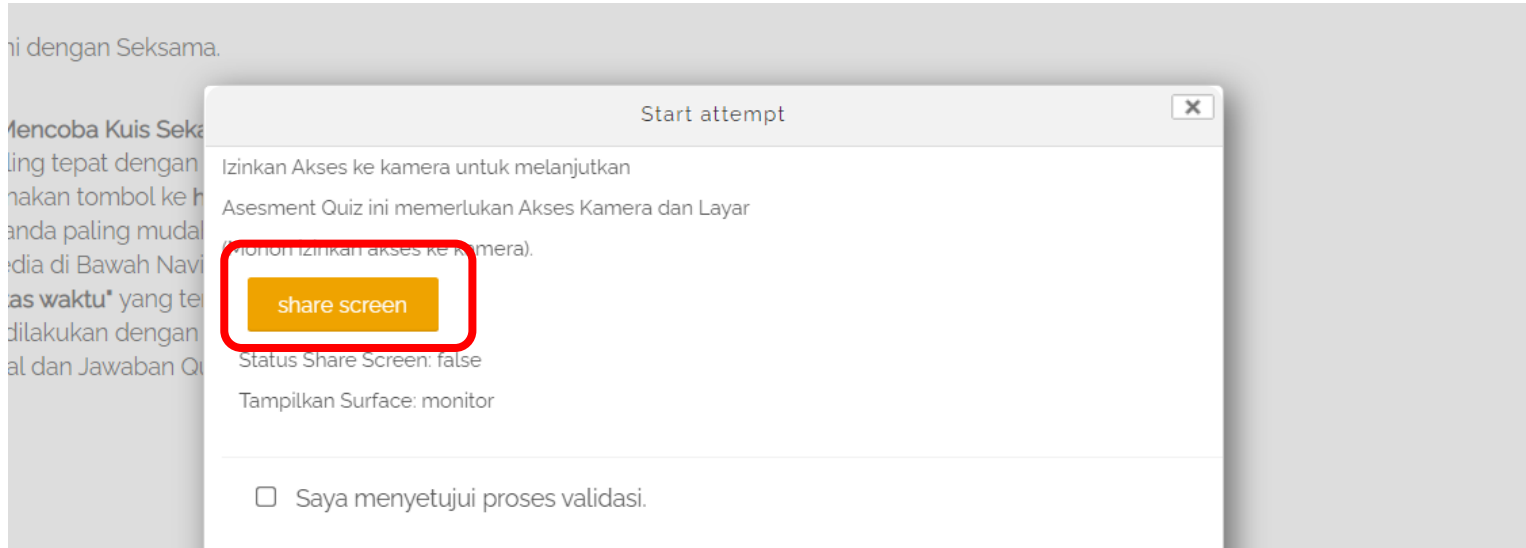 ni dengan Seksama.
Mencoba Kuis Seka
ling tepat dengan
nakan tombol ke h
anda paling mudal
edia di Bawah Navi
tas waktu" yang ter
dilakukan dengan
al dan Jawaban Qu
Start attempt
Izinkan Akses ke kamera untuk melanjutkan
Asesment Quiz ini memerlukan Akses Kamera dan Layar
(Mohon izinkan akses ke kamera).
share screen
Status Share Screen: false
Tampilkan Surface: monitor
Saya menyetujui proses validasi.